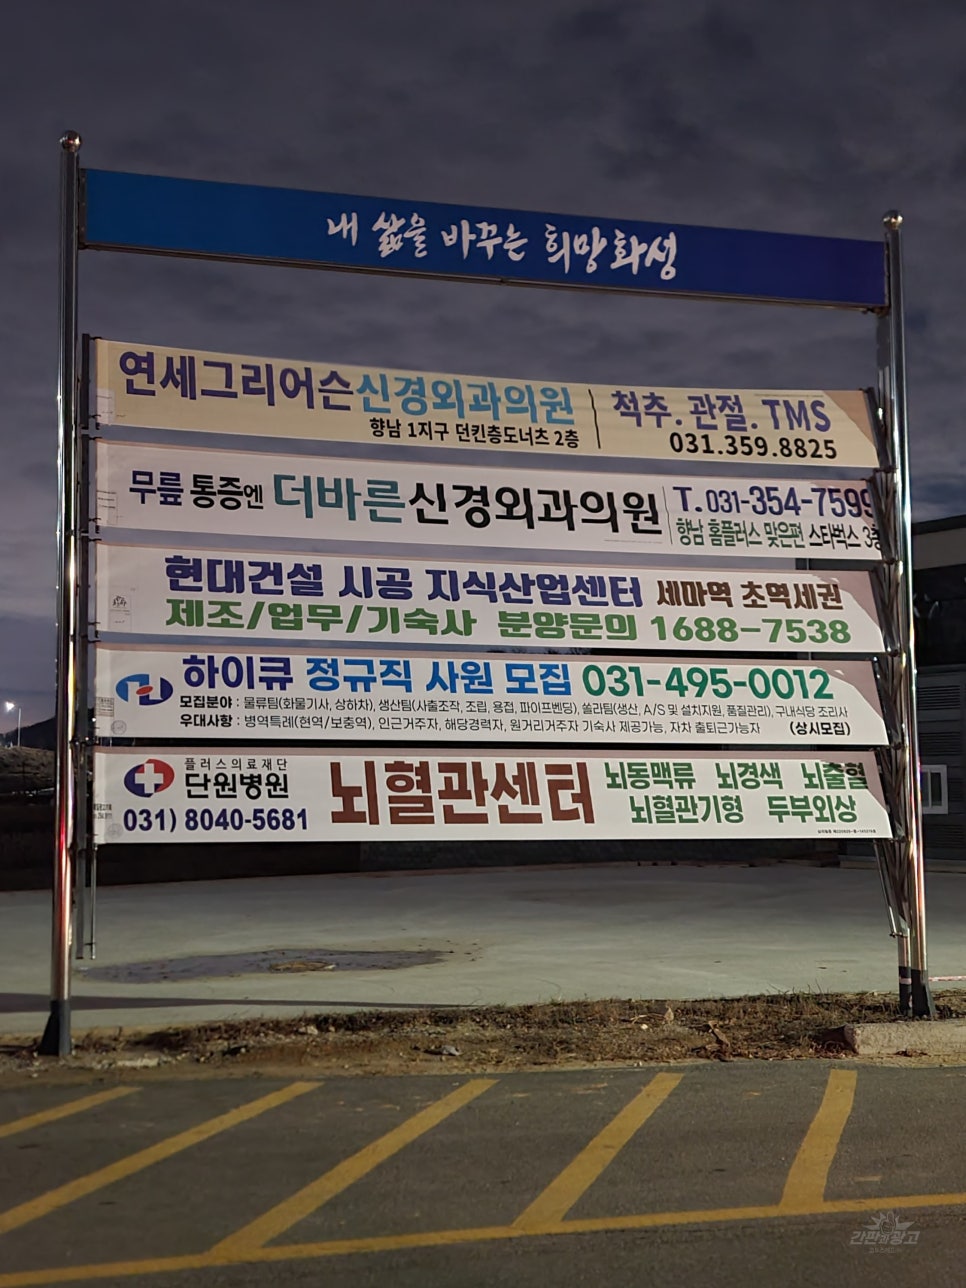 내 삶을 바꾸는 희망화성
연세그리어슨신경외과의원
향남 1지구 던킨층도너츠 2층
척추. 관절. TMS
031.359.8825
무릎 통증엔 더바른신경외과의원
T.031-354-7599
향남 홈플러스 맞은편 스타벅스 3층
현대건설 시공 지식산업센터 세마역 초역세권
제조/업무/기숙사 분양문의 1688-7538
하이큐 정규직 사원 모집 031-495-0012
모집분야 : 물류팀(화물기사, 상하차), 생산팀(사출조작, 조립, 용접, 파이프벤딩), 쏠라팀(생산, A/S 및 설치지원, 품질관리), 구내식당 조리사
우대사항 : 병역특례(현역/보충역), 인근거주자, 해당경력자, 원거리거주자 기숙사 제공가능, 자차 출퇴근가능자 (상시모집)
플러스의료재단
단원병원
031) 8040-5681
뇌혈관센터
뇌동맥류 뇌경색 뇌출혈
뇌혈관기형 두부외상
간판과광고